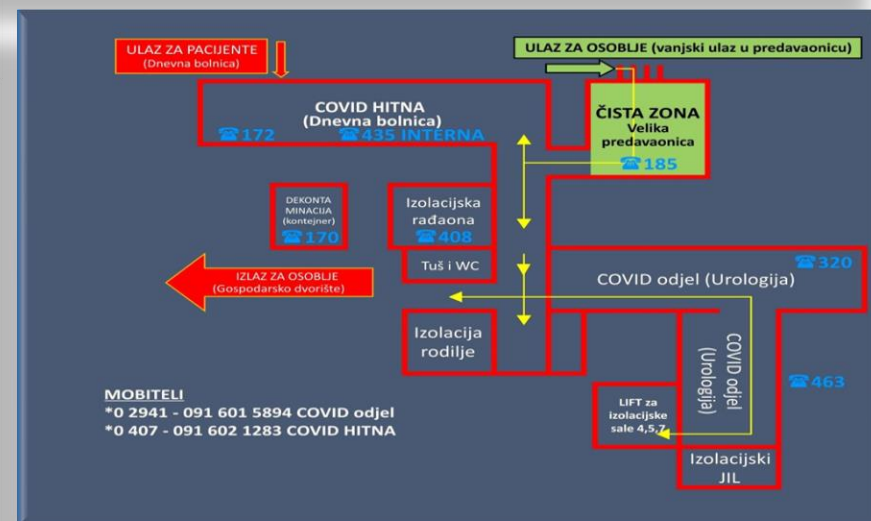 ULAZ ZA PACIJENTE
(Dnevna bolnica)
ULAZ ZA OSOBLJE (vanjski ulaz u predavaonicu)
COVID HITNA
(Dnevna bolnica)
☎172
☎435 INTERNA
ČISTA ZONA
Velika
predavaonica
☎185
DEKONTA
MINACIJA
(kontejner)
☎170
Izolacijska
rađaona
☎408
Tuš i WC
IZLAZ ZA OSOBLJE
(Gospodarsko dvorište)
☎320
COVID odjel (Urologija)
Izolacija
rodilje
COVID odjel
(Urologija)
☎463
MOBITELI
*0 2941 - 091 601 5894 COVID odjel
*0 407 - 091 602 1283 COVID HITNA
LIFT za
izolacijske
sale 4,5,7
Izolacijski
JIL